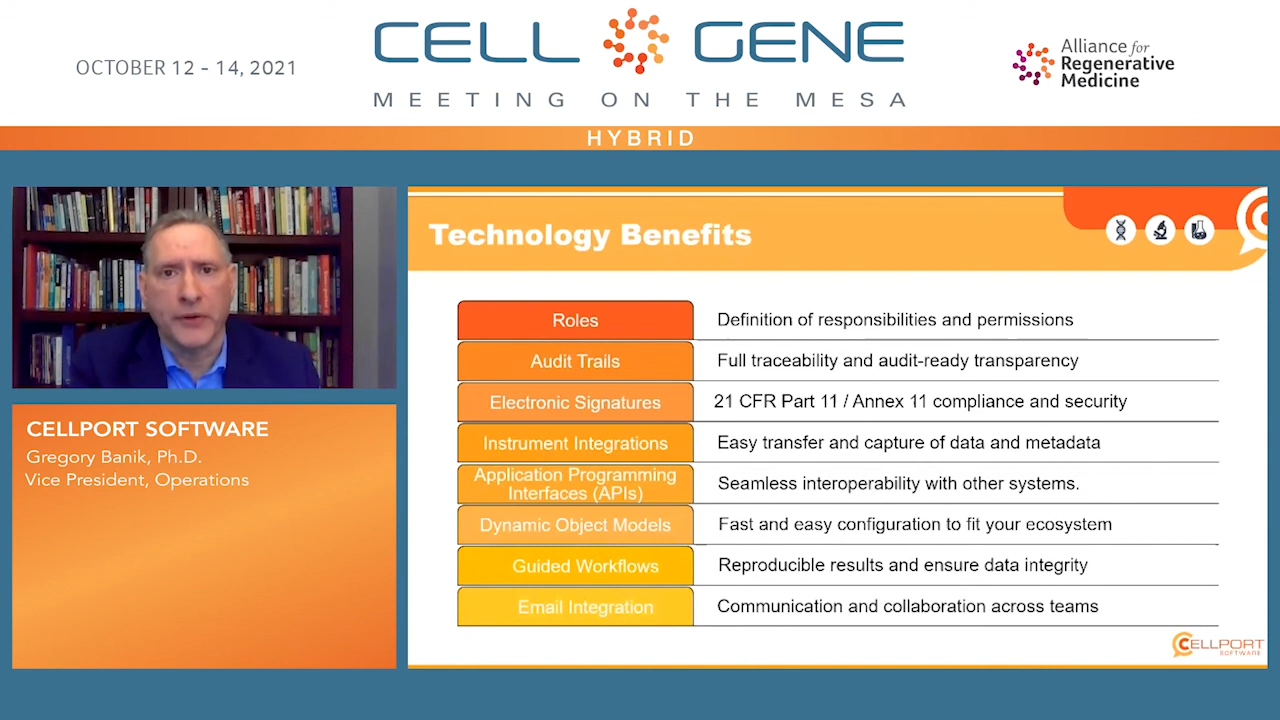 OCTOBER 12 - 14, 2021
CELL GENE
MEETING ON THE MESA
Alliance for
Regenerative
Medicine
HYBRID
CELLPORT SOFTWARE
Gregory Banik, Ph.D.
Vice President, Operations
Technology Benefits
Roles Definition of responsibilities and permissions
Audit Trails Full traceability and audit-ready transparency
Electronic Signatures 21 CFR Part 11 / Annex 11 compliance and security
Instrument Integrations Easy transfer and capture of data and metadata
Application Programming
Interfaces (APIs) Seamless interoperability with other systems.
Dynamic Object Models Fast and easy configuration to fit your ecosystem
Guided Workflows Reproducible results and ensure data integrity
Email Integration Communication and collaboration across teams
CELLPORT
SOFTWARE